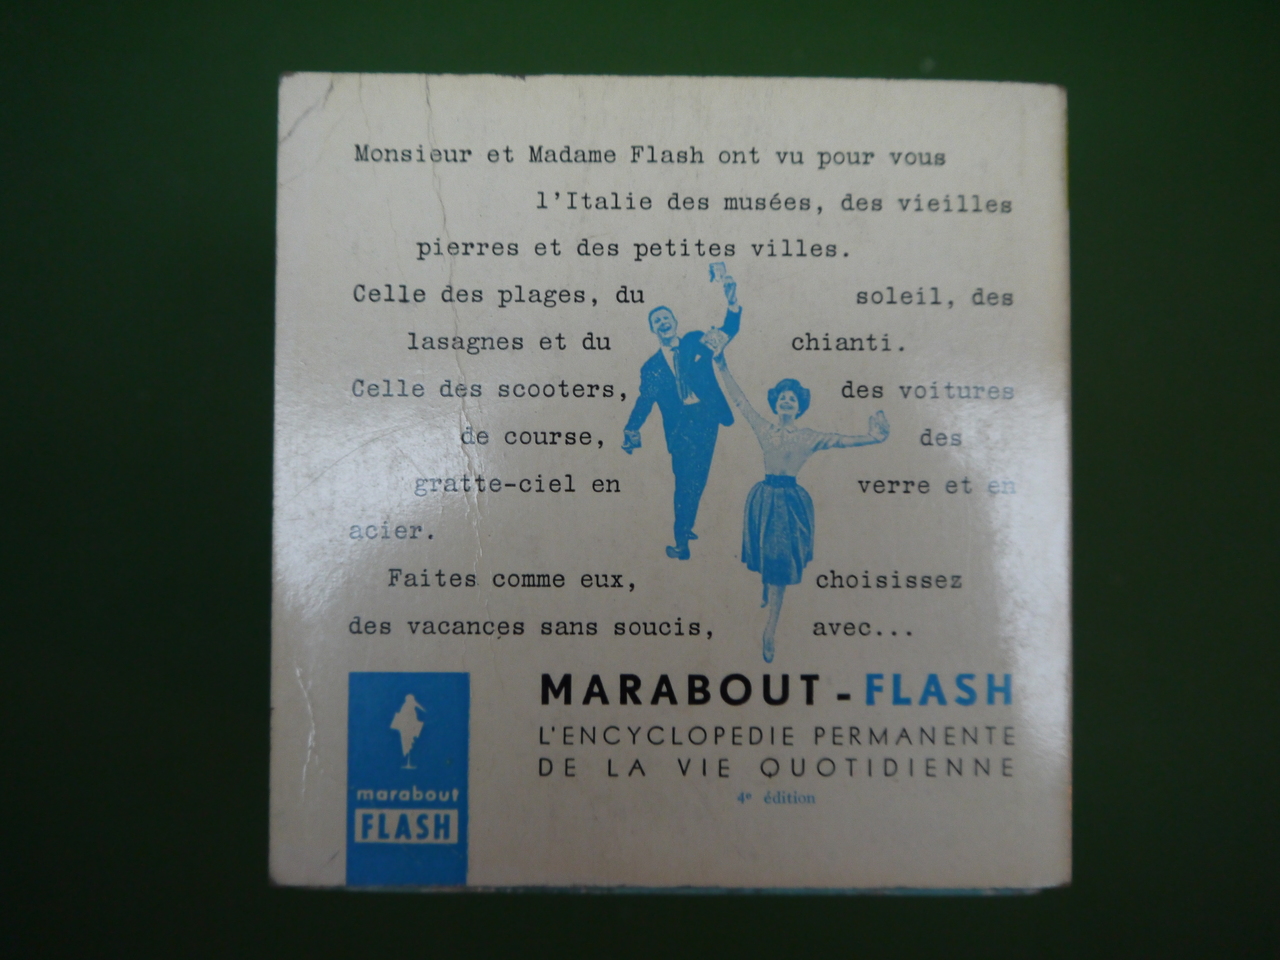 Monsieur et Madame Flash ont vu pour vous
l'Italie des musées, des vieilles
pierres et des petites villes.
Celle des plages, du soleil, des
lasagnes et du chianti.
Celle des scooters, des voitures
de course, des
gratte-ciel en verre et en
acier.
Faites comme eux, choisissez
des vacances sans soucis, avec...
MARABOUT-FLASH
L'ENCYCLOPEDIE PERMANENTE
DE LA VIE QUOTIDIENNE
4e édition
marabout
FLASH